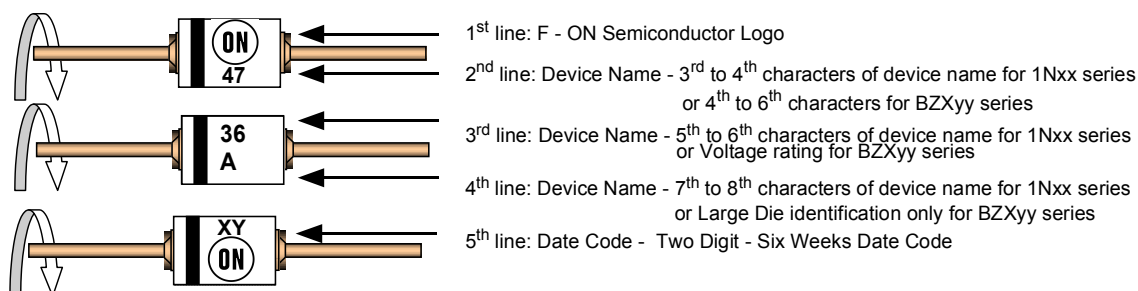 ON
47
36
A
XY
ON
1st line: F - ON Semiconductor Logo
2nd line: Device Name - 3rd to 4th characters of device name for 1Nxx series
or 4th to 6th characters for BZXyy series
3rd line: Device Name - 5th to 6th characters of device name for 1Nxx series
or Voltage rating for BZXyy series
4th line: Device Name - 7th to 8th characters of device name for 1Nxx series
or Large Die identification only for BZXyy series
5th line: Date Code - Two Digit - Six Weeks Date Code